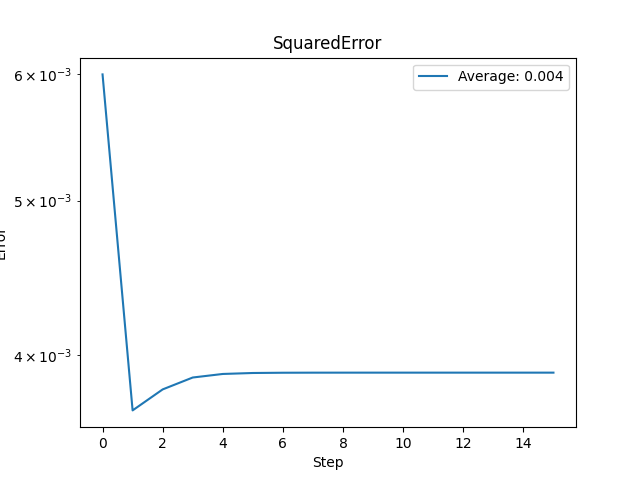 SquaredError
Average: 0.004
6 × 10⁻³
5 × 10⁻³
4 × 10⁻³
Error
0 2 4 6 8 10 12 14
Step